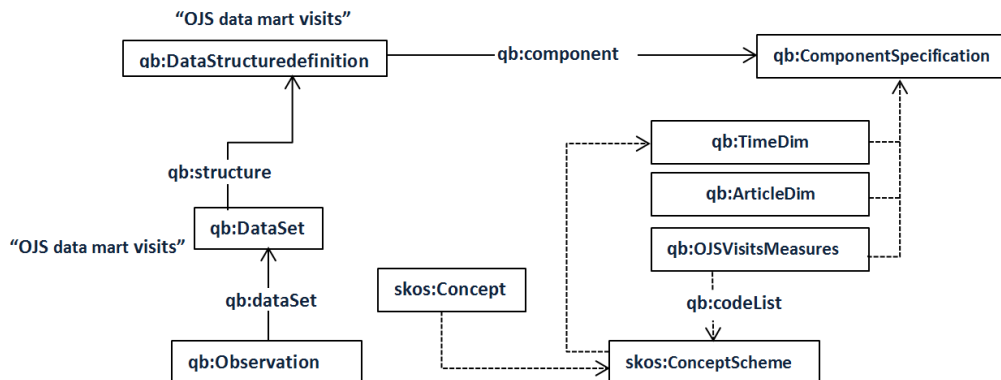 “OJS data mart visits”
qb:DataStructuredefinition
qb:component
qb:ComponentSpecification
qb:TimeDim
qb:structure
qb:ArticleDim
qb:DataSet
“OJS data mart visits”
qb:OJSVisitsMeasures
skos:Concept
qb:dataSet
qb:codeList
qb:Observation
skos:ConceptScheme